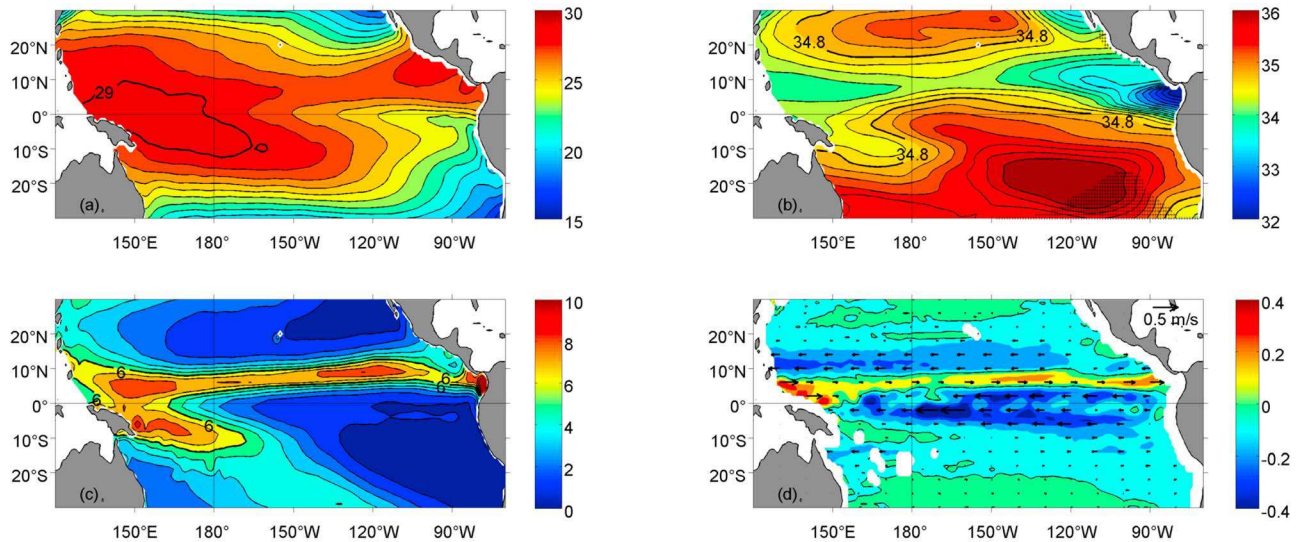 20°N
10°N
0°
10°S
20°S
29
(a)
150°E 180° 150°W 120°W 90°W
30
25
20
15
20°N
10°N
0°
10°S
20°S
34.8
34.8
34.8
34.8
(b)
150°E 180° 150°W 120°W 90°W
36
35
34
33
32
20°N
10°N
0°
10°S
20°S
6
6
6
6
6
(c)
150°E 180° 150°W 120°W 90°W
10
8
6
4
2
0
20°N
10°N
0°
10°S
20°S
0.5 m/s
(d)
150°E 180° 150°W 120°W 90°W
0.4
0.2
0
-0.2
-0.4